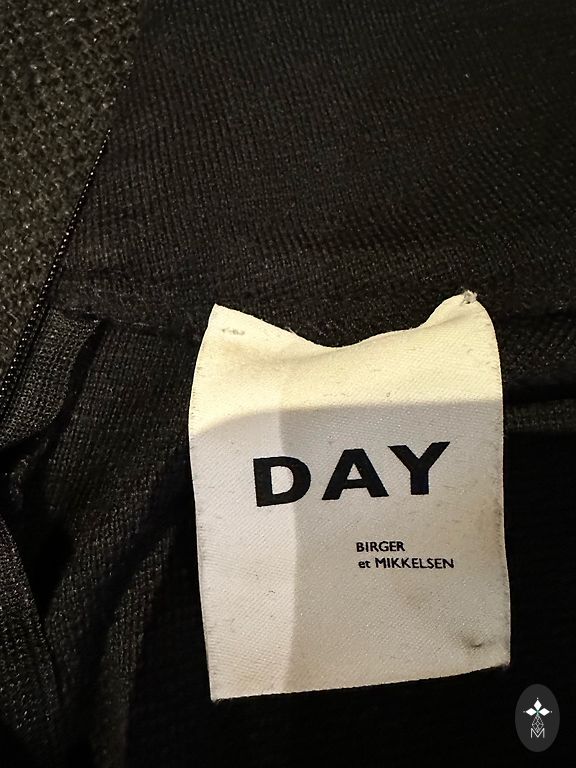 DAY
BIRGER
et MIKKELSEN
M